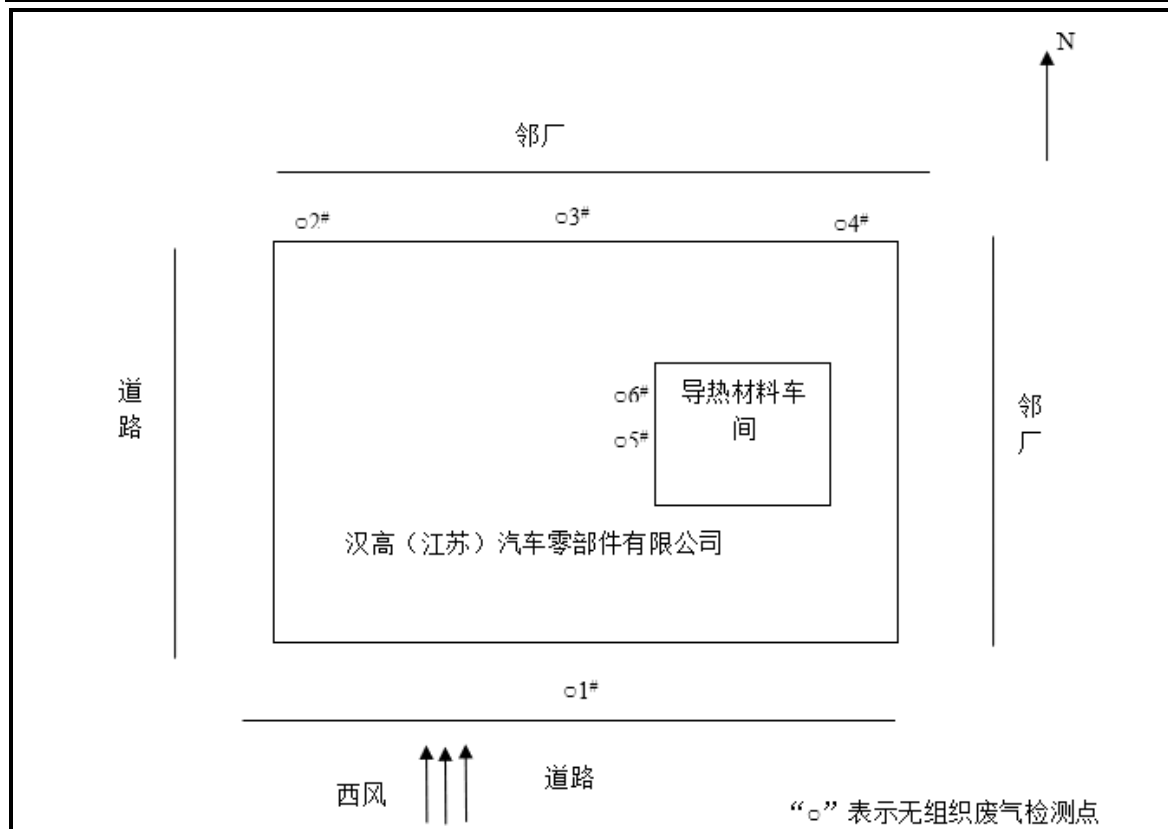 N
邻厂
○2#
○3#
○4#
道路
○6#
○5#
导热材料车间
邻厂
汉高（江苏）汽车零部件有限公司
○1#
西风
道路
“○”表示无组织废气检测点